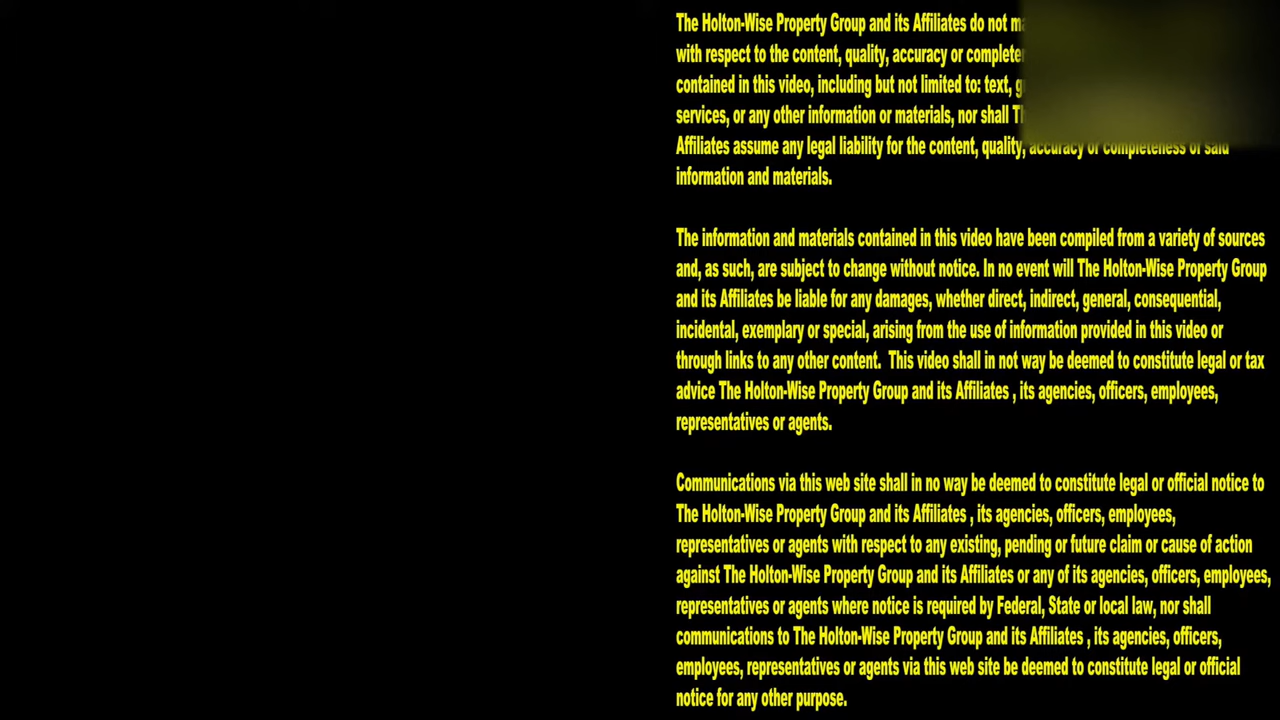 The Holton-Wise Property Group and its Affiliates do not
with respect to the content, quality, accuracy or
contained in this video, including but not limited to: text,
services, or any other information or materials, nor shall
Affiliates assume any legal liability for the content, quality, accuracy or completeness of said
information and materials.
The information and materials contained in this video have been compiled from a variety of sources
and, as such, are subject to change without notice. In no event will The Holton-Wise Property Group
and its Affiliates be liable for any damages, whether direct, indirect, general, consequential,
incidental, exemplary or special, arising from the use of information provided in this video or
through links to any other content. This video shall in not way be deemed to constitute legal or tax
advice The Holton-Wise Property Group and its Affiliates , its agencies, officers, employees,
representatives or agents.
Communications via this web site shall in no way be deemed to constitute legal or official notice to
The Holton-Wise Property Group and its Affiliates , its agencies, officers, employees,
representatives or agents with respect to any existing, pending or future claim or cause of action
against The Holton-Wise Property Group and its Affiliates or any of its agencies, officers, employees,
representatives or agents where notice is required by Federal, State or local law, nor shall
communications to The Holton-Wise Property Group and its Affiliates , its agencies, officers,
employees, representatives or agents via this web site be deemed to constitute legal or official
notice for any other purpose.